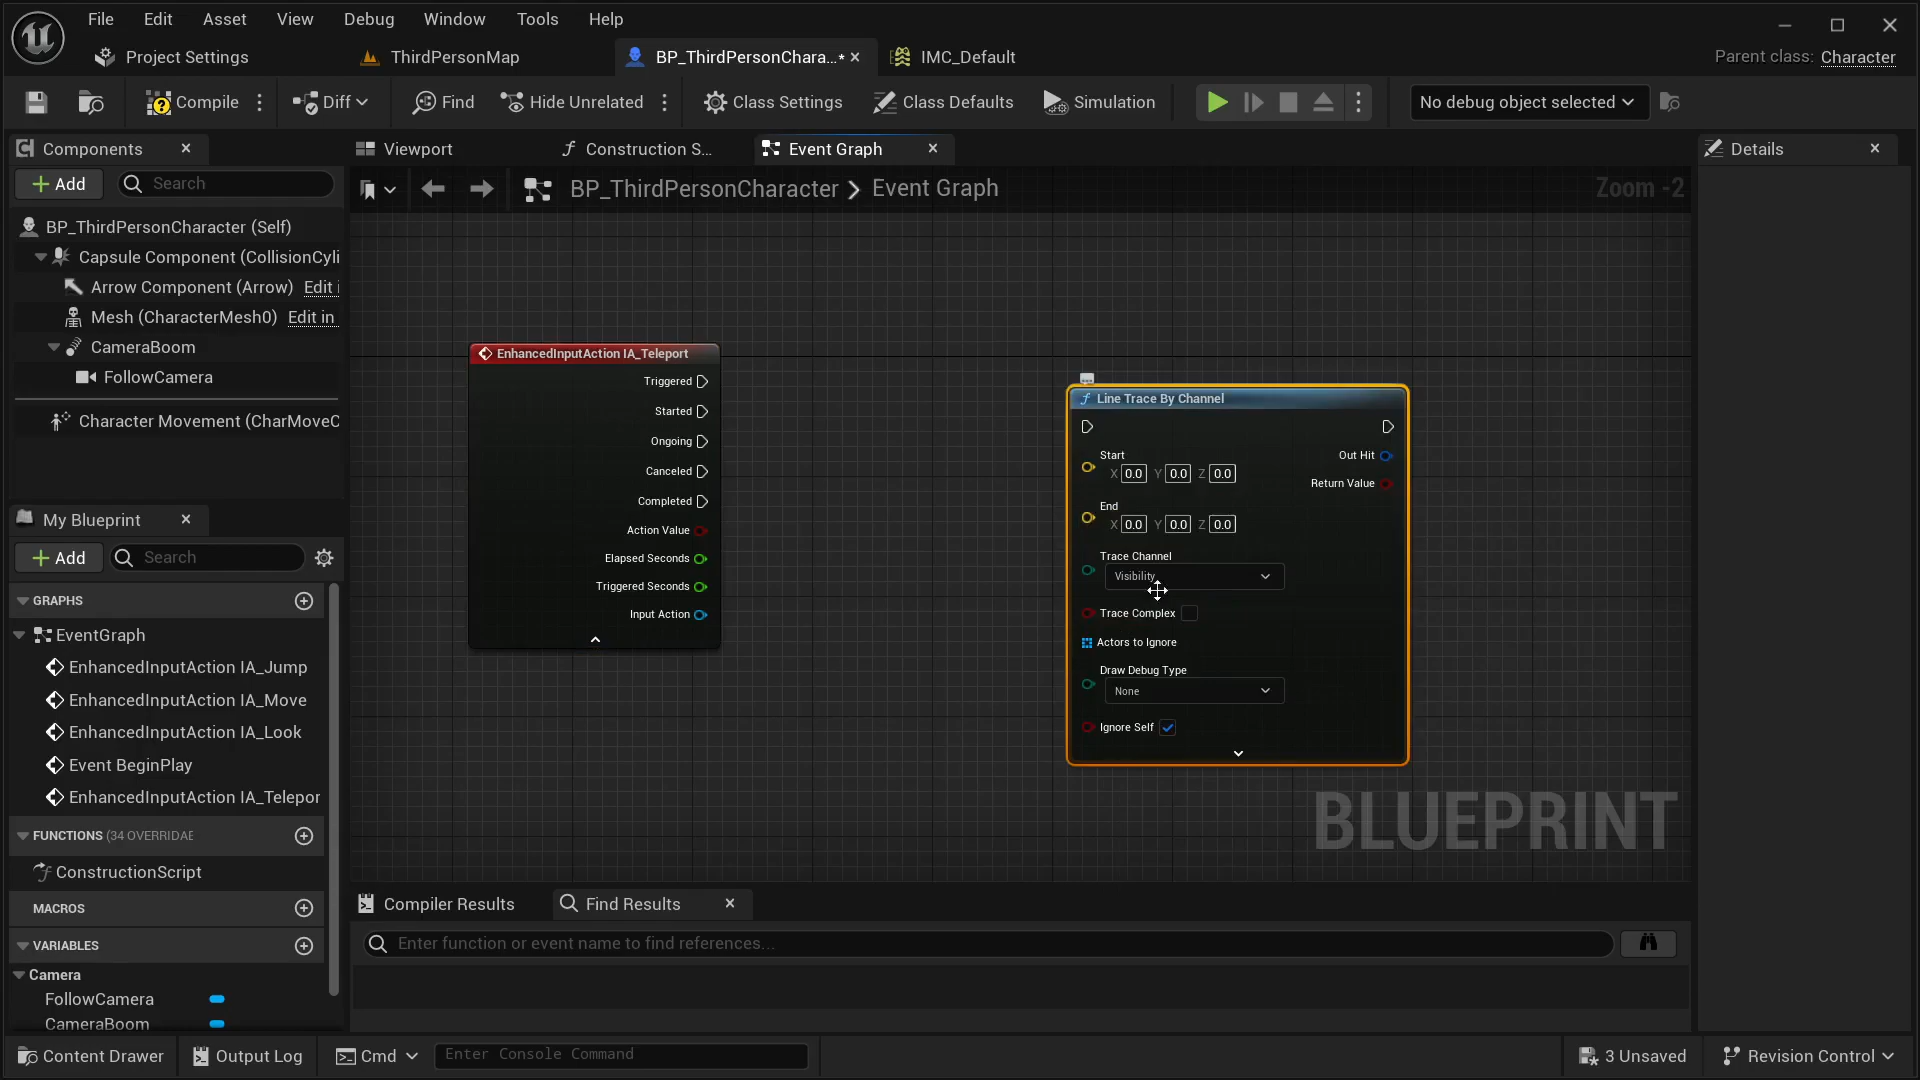 File Edit Asset View Debug Window Tools Help
Project Settings ThirdPersonMap BP_ThirdPersonChara...* IMC_Default Parent class: Character
Compile Diff Find Hide Unrelated Class Settings Class Defaults Simulation No debug object selected
Components Viewport Construction S... Event Graph Details
Add Search BP_ThirdPersonCharacter > Event Graph Zoom -2
BP_ThirdPersonCharacter (Self)
Capsule Component (CollisionCyli
Arrow Component (Arrow) Edit i
Mesh (CharacterMesh0) Edit in
CameraBoom
FollowCamera
Character Movement (CharMoveC
EnhancedInputAction IA_Teleport
Triggered
Started
Ongoing
Canceled
Completed
Action Value
Elapsed Seconds
Triggered Seconds
Input Action
Line Trace By Channel
Start Out Hit
X 0.0 Y 0.0 Z 0.0
Return Value
End
X 0.0 Y 0.0 Z 0.0
Trace Channel
Visibility
Trace Complex
Actors to Ignore
Draw Debug Type
None
Ignore Self
BLUEPRINT
My Blueprint
Add Search
GRAPHS
EventGraph
EnhancedInputAction IA_Jump
EnhancedInputAction IA_Move
EnhancedInputAction IA_Look
Event BeginPlay
EnhancedInputAction IA_Telepor
FUNCTIONS (34 OVERRIDAE
ConstructionScript
MACROS
VARIABLES
Camera
FollowCamera
CameraBoom
Compiler Results Find Results
Enter function or event name to find references...
Content Drawer Output Log Cmd Enter Console Command 3 Unsaved Revision Control